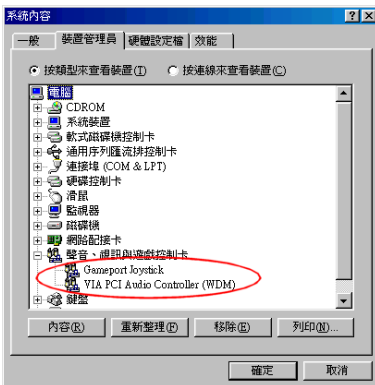 系統內容
一般 裝置管理員 硬體設定檔 效能
按類型來查看裝置(I) 按連線來查看裝置(C)
電腦
CDROM
系統裝置
軟式磁碟機控制卡
通用序列匯流排控制卡
連接埠 (COM & LPT)
硬碟控制卡
滑鼠
監視器
磁碟機
網路配接卡
聲音、視訊與遊戲控制卡
Gameport Joystick
VIA PCI Audio Controller (WDM)
鍵盤
內容(R) 重新整理(F) 移除(E) 列印(N)...
確定 取消